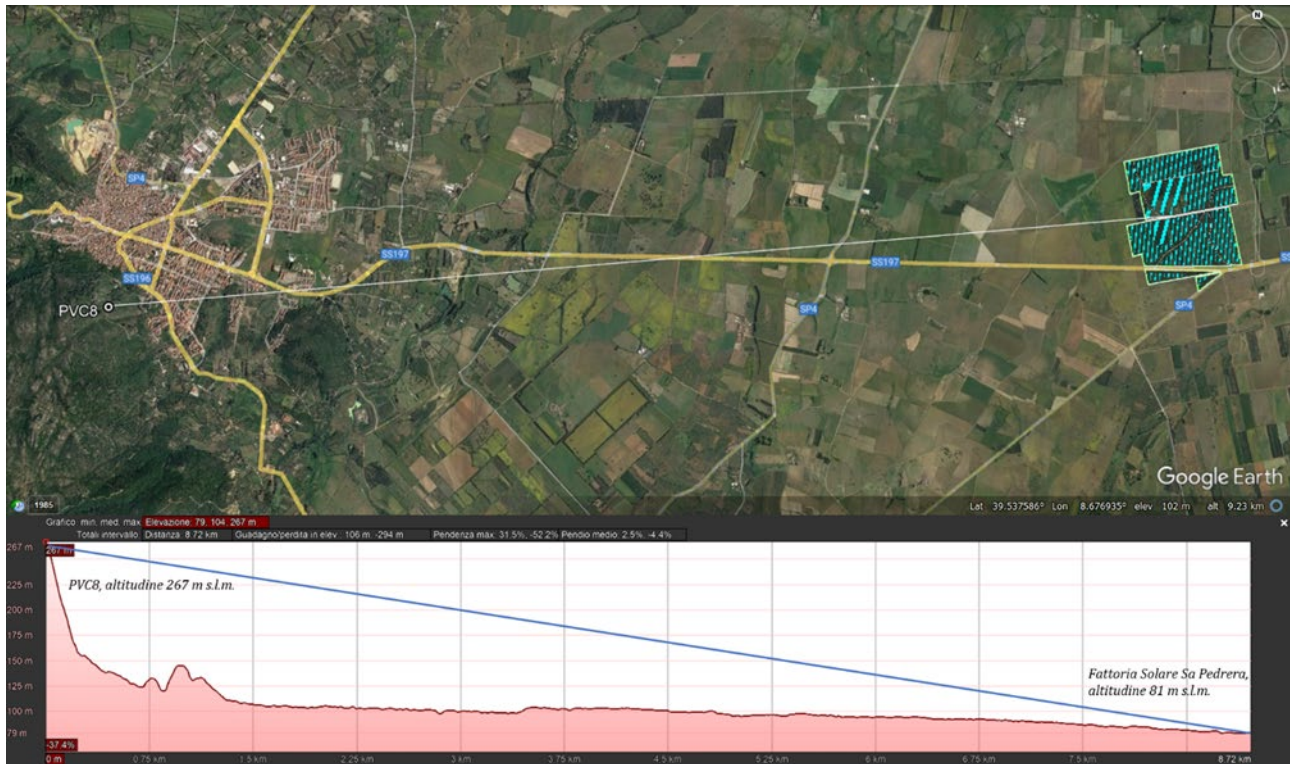 N
SP4
SS197
SS197
SS
SS196
PVC8
SP4
SP4
Google Earth
1985
Lat 39.537586° Lon 8.676935° elev 102 m alt 9.23 km
Grafico min. med. max Elevazione: 79, 104, 267 m
Totali intervallo Distanza: 8.72 km Guadagno/perdita in elev.: 106 m, -294 m Pendenza max: 31.5%, -52.2% Pendio medio: 2.5%, -4.4%
267 m
267 m
PVC8, altitudine 267 m s.l.m.
225 m
200 m
175 m
150 m
Fattoria Solare Sa Pedrera,
altitudine 81 m s.l.m.
125 m
100 m
79 m
-37.4%
0 m 0.75 km 1.5 km 2.25 km 3 km 3.75 km 4.5 km 5.25 km 6 km 6.75 km 7.5 km 8.72 km